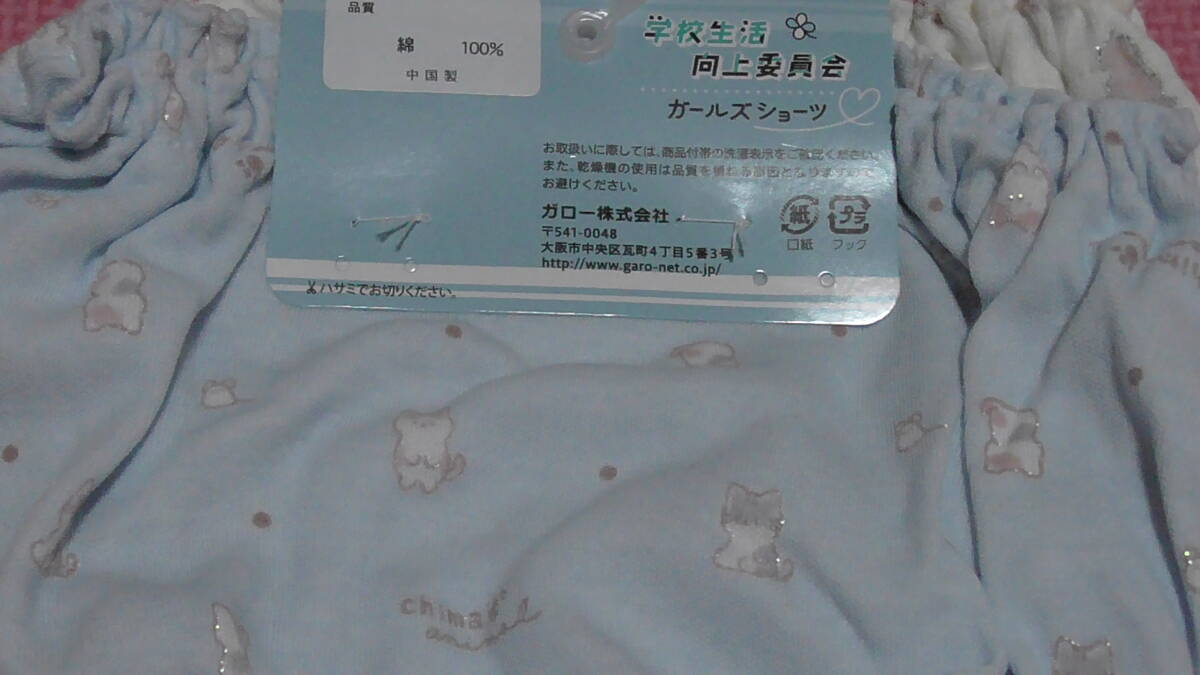 品質
綿 100%
中国製
学校生活
向上委員会
ガールズショーツ
お取扱いに際しては、商品付帯の洗濯表示をご確認ください。
また、乾燥機の使用は品質を損ねる原因となりますので
お避けください。
ガロー株式会社
〒541-0048
大阪市中央区瓦町4丁目5番3号
http://www.garo-net.co.jp/
紙 プラ
口紙 フック
ハサミでお切りください。
chima
animal